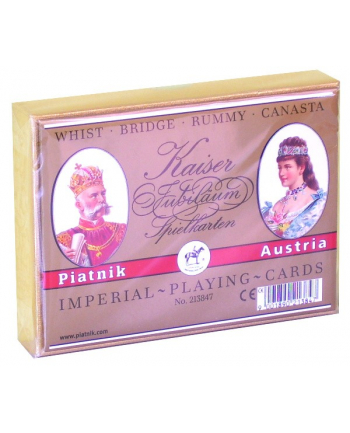 WHIST · BRIDGE · RUMMY · CANASTA
Kaiser
Jubiläum
Spielkarten
Piatnik
Austria
IMPERIAL~PLAYING~CARDS
No. 213847
CE
www.piatnik.com